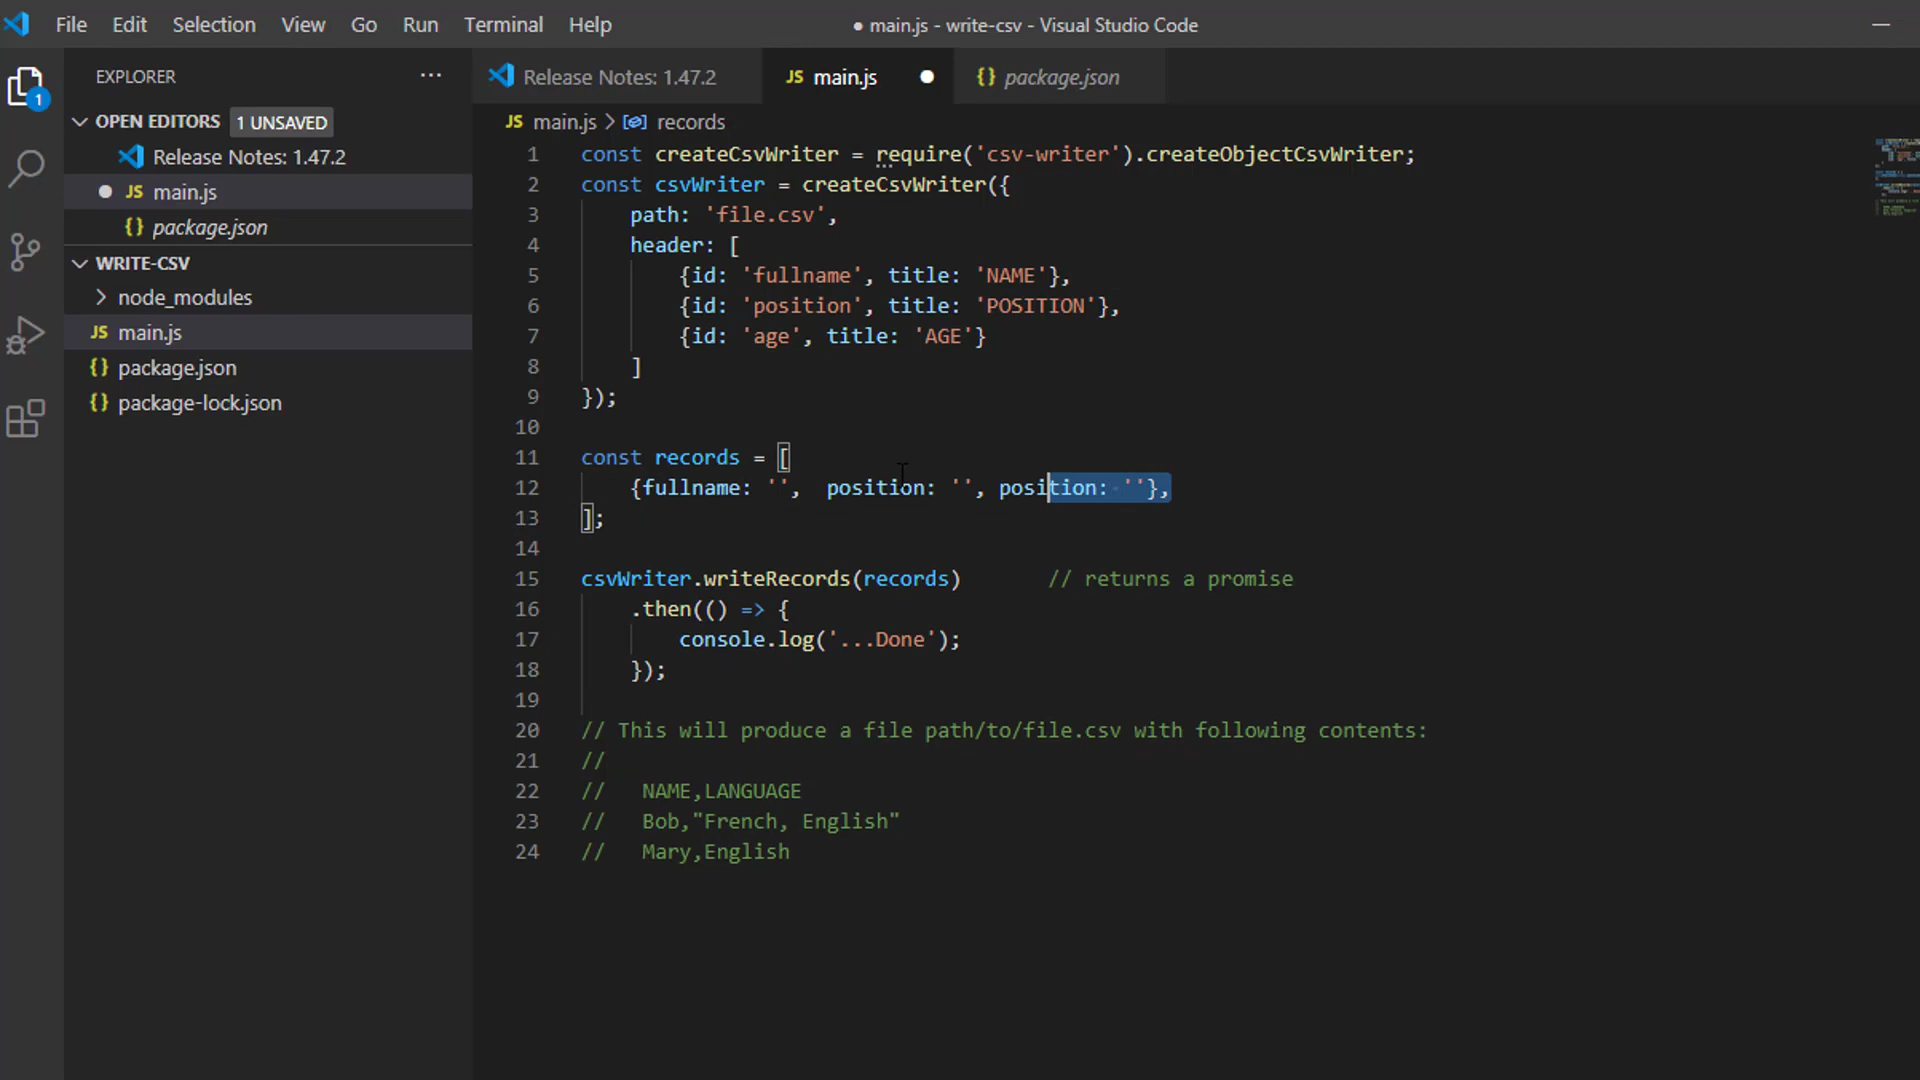 File Edit Selection View Go Run Terminal Help
● main.js - write-csv - Visual Studio Code
EXPLORER ...
1
OPEN EDITORS 1 UNSAVED
Release Notes: 1.47.2
JS main.js
{} package.json
WRITE-CSV
node_modules
JS main.js
{} package.json
{} package-lock.json
Release Notes: 1.47.2 JS main.js {} package.json
JS main.js > records
1 const createCsvWriter = require('csv-writer').createObjectCsvWriter;
2 const csvWriter = createCsvWriter({
3     path: 'file.csv',
4     header: [
5         {id: 'fullname', title: 'NAME'},
6         {id: 'position', title: 'POSITION'},
7         {id: 'age', title: 'AGE'}
8     ]
9 });
10
11 const records = [
12     {fullname: '',  position: '', position: ''},
13 ];
14
15 csvWriter.writeRecords(records)       // returns a promise
16     .then(() => {
17         console.log('...Done');
18     });
19
20 // This will produce a file path/to/file.csv with following contents:
21 //
22 //   NAME,LANGUAGE
23 //   Bob,"French, English"
24 //   Mary,English